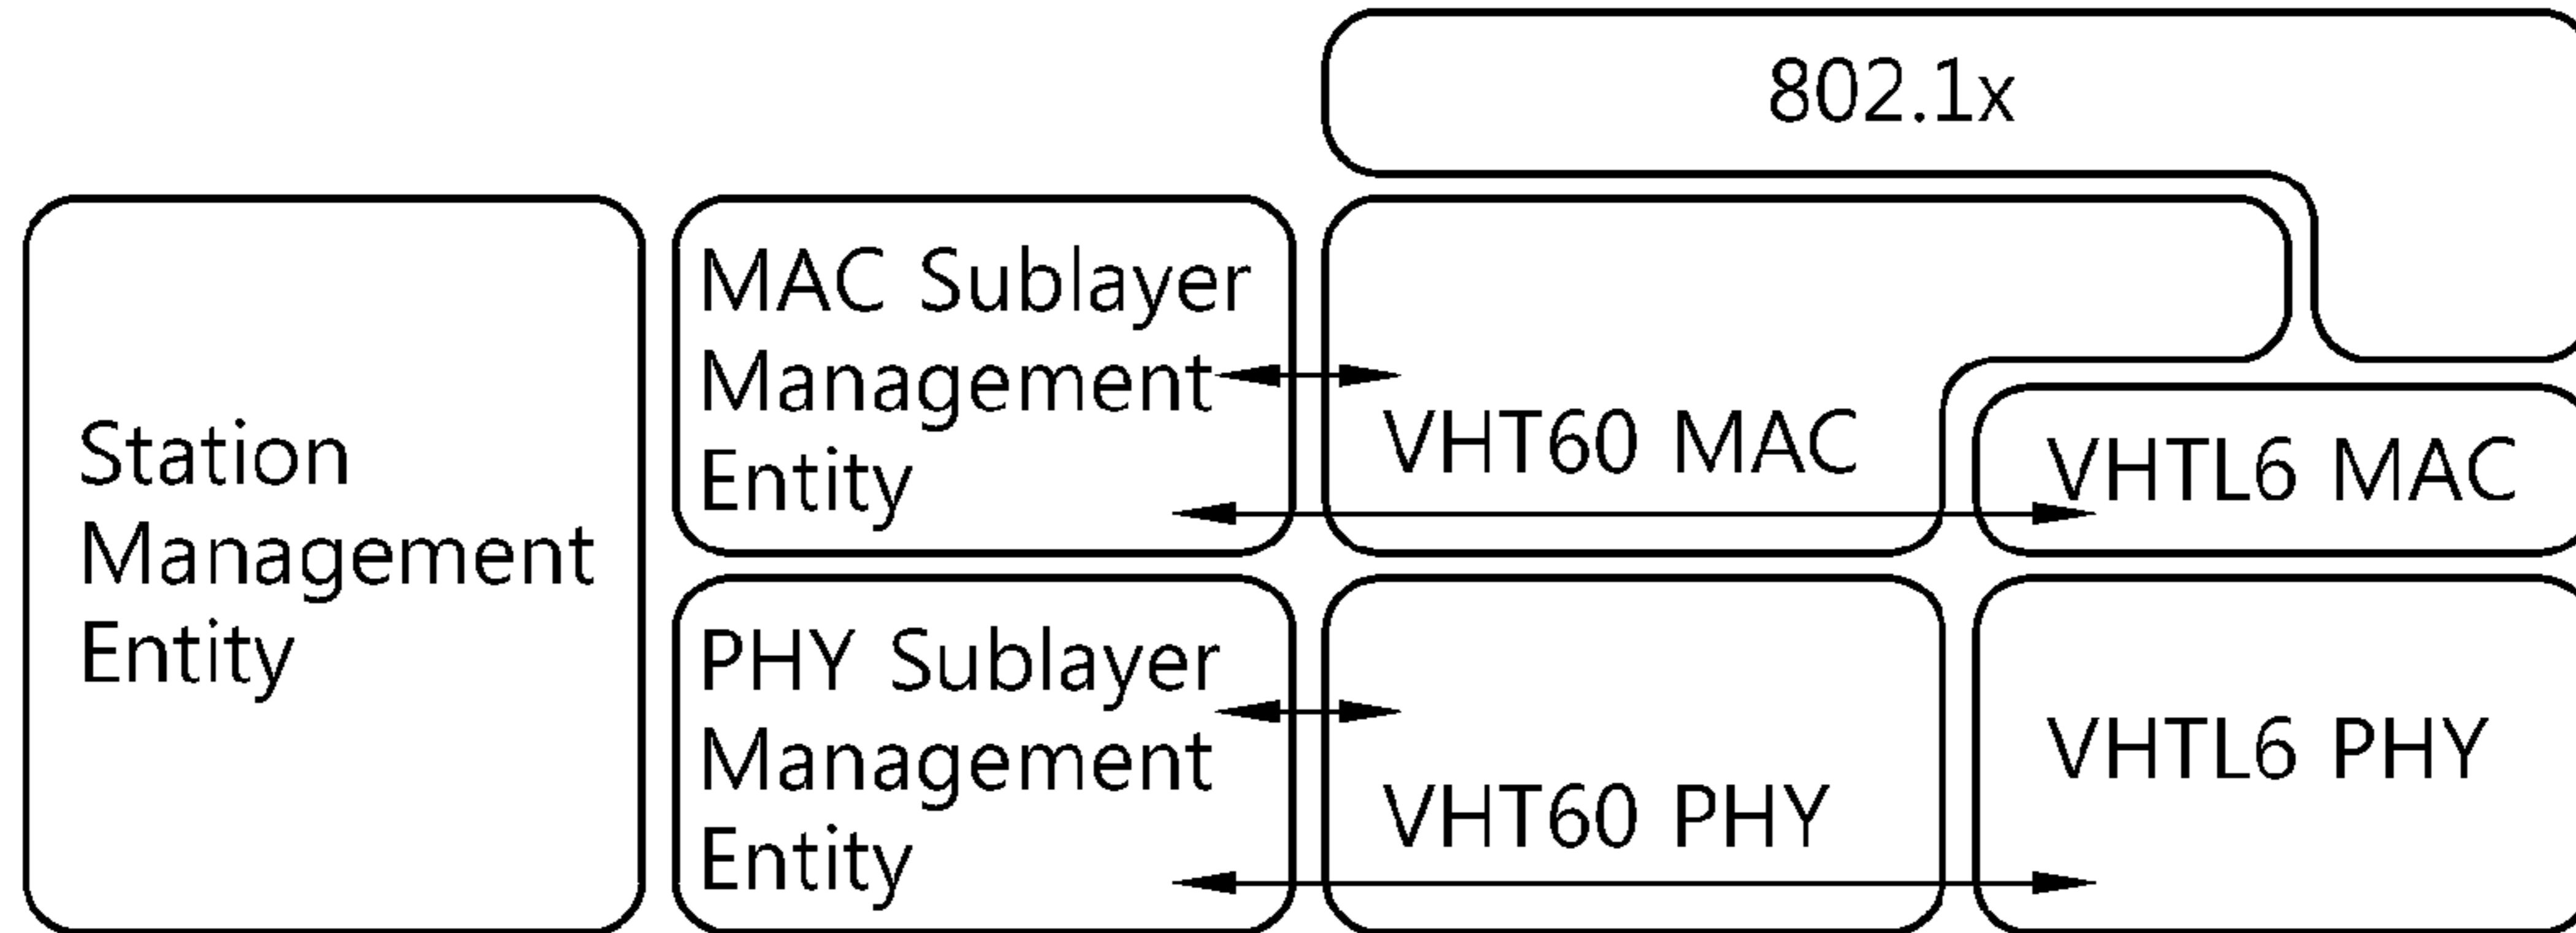 802.1x
Station
Management
Entity
MAC Sublayer
Management
Entity
VHT60 MAC
VHTL6 MAC
PHY Sublayer
Management
Entity
VHT60 PHY
VHTL6 PHY